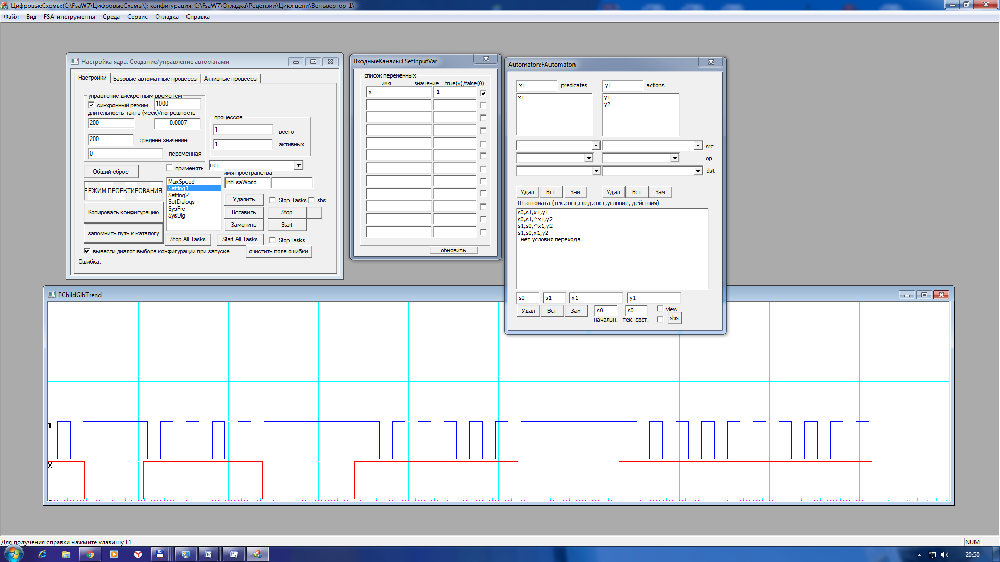 ЦифровыеСхемы:(C:\FsaW7\ЦифровыеСхемы\); конфигурация: C:\FsaW7\Отладка\Рецензии\Цикл.цепи\Венъвертор-1\
Файл Вид FSA-инструменты Среда Сервис Отладка Справка
Настройка ядра. Создание/управление автоматами
Настройки Базовые автоматные процессы Активные процессы
управление дискретным временем
синхронный режим 1000
длительность такта (мсек)/погрешность
200 0.0007
200 среднее значение
0 переменная
процессов
1 всего
1 активных
Общий сброс
применять нет
имя пространства
РЕЖИМ ПРОЕКТИРОВАНИЯ
MaxSpeed
Setting1
Setting2
SetDialogs
SysPrc
SysDlg
InitFsaWorld
Удалить Stop Tasks sbs
Копировать конфигурацию
Вставить Stop
Заменить Start
запомнить путь к каталогу
Stop All Tasks Start All Tasks StopTasks
вывести диалог выбора конфигурации при запуске очистить поле ошибки
Ошибка:
ВходныеКаналы:FSetInputVar
список переменных
имя значение true(v)/false(0)
x 1
обновить
Automaton:FAutomaton
x1 predicates y1 actions
x1
y1
y2
src
op
dst
Удал Вст Зам Удал Вст Зам
ТП автомата (тек.сост,след.сост,условие, действия)
s0,s1,x1,y1
s0,s1,^x1,y2
s1,s0,^x1,y2
s1,s0,x1,y2
_нет условия перехода
s0 s1 x1 y1
Удал Вст Зам s0 s0 view
начальн. тек. сост. sbs
FChildGlbTrend
1
y
Для получения справки нажмите клавишу F1
NUM
20:50